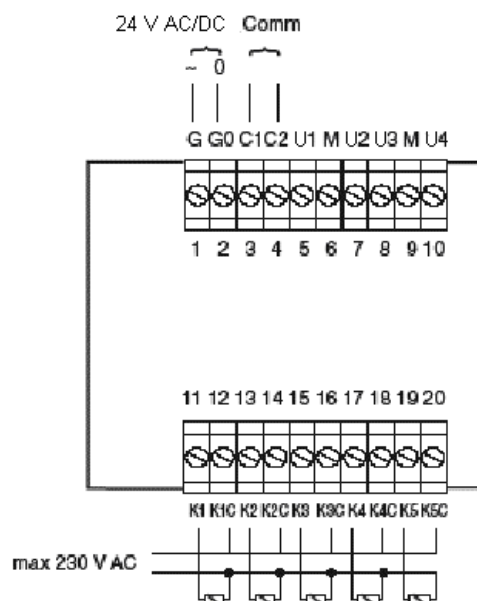 24 V AC/DC Comm
~ 0
G G0 C1 C2 U1 M U2 U3 M U4
1 2 3 4 5 6 7 8 9 10
11 12 13 14 15 16 17 18 19 20
K1 K1C K2 K2C K3 K3C K4 K4C K5 K5C
max 230 V AC